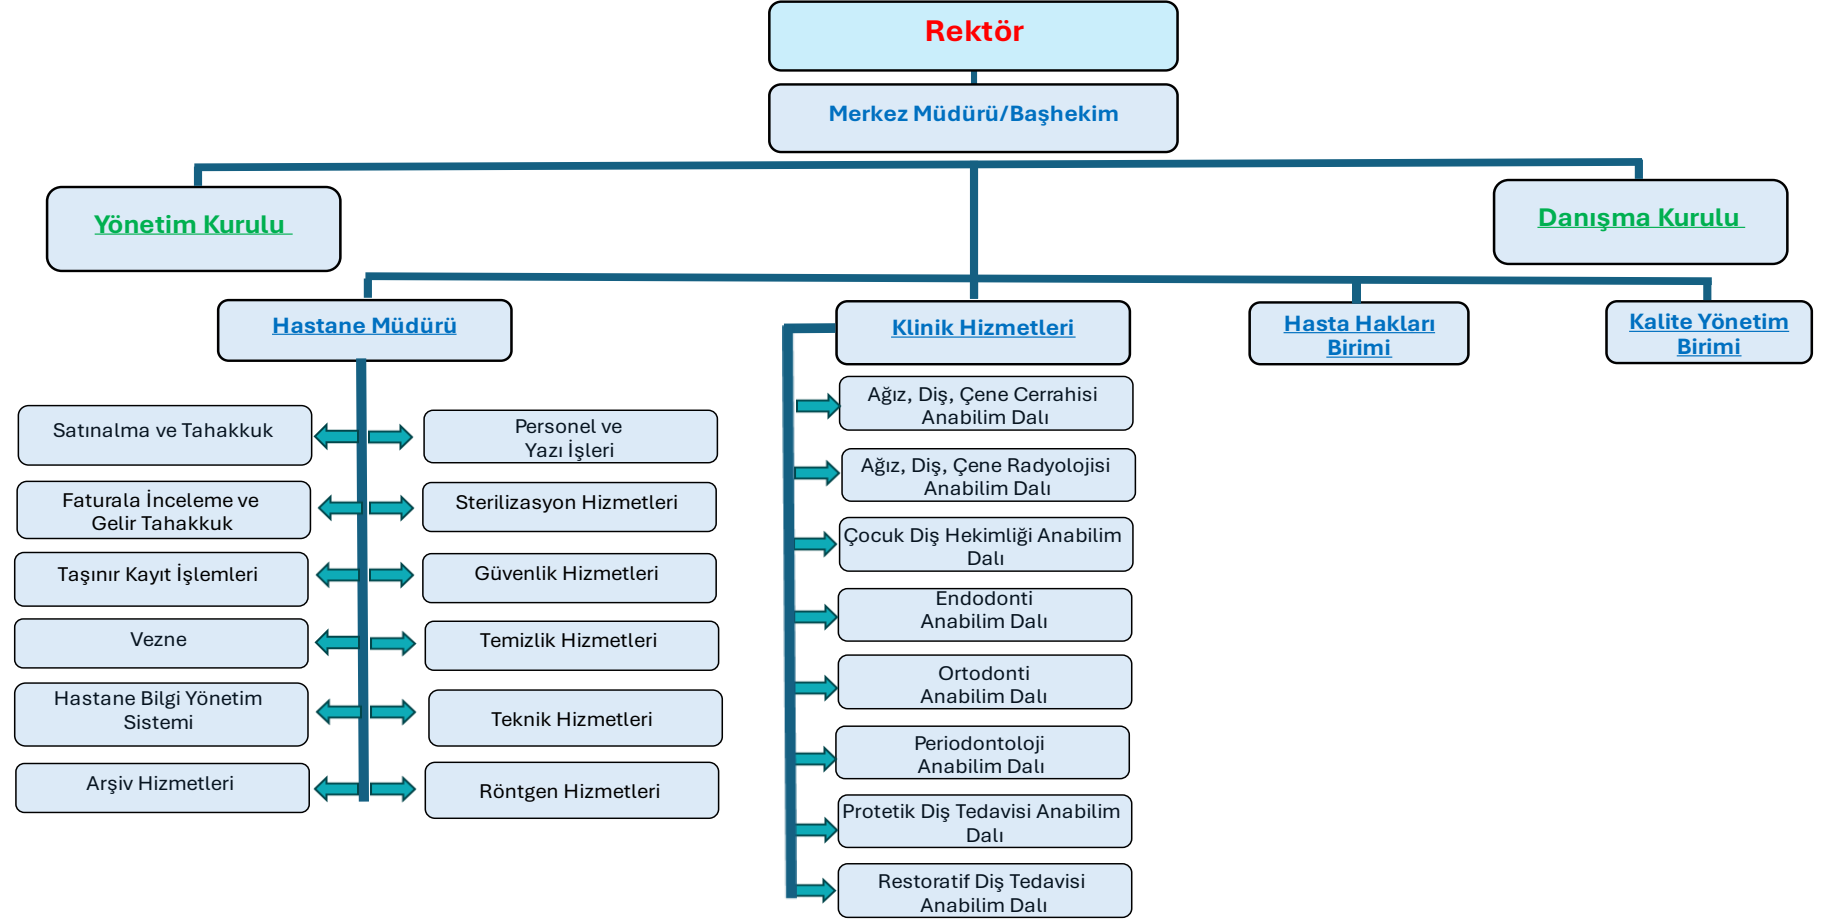 Rektör
Merkez Müdürü/Başhekim
Yönetim Kurulu
Danışma Kurulu
Hastane Müdürü
Klinik Hizmetleri
Hasta Hakları
Birimi
Kalite Yönetim
Birimi
Satınalma ve Tahakkuk
Faturala İnceleme ve
Gelir Tahakkuk
Taşınır Kayıt İşlemleri
Vezne
Hastane Bilgi Yönetim
Sistemi
Arşiv Hizmetleri
Personel ve
Yazı İşleri
Sterilizasyon Hizmetleri
Güvenlik Hizmetleri
Temizlik Hizmetleri
Teknik Hizmetleri
Röntgen Hizmetleri
Ağız, Diş, Çene Cerrahisi
Anabilim Dalı
Ağız, Diş, Çene Radyolojisi
Anabilim Dalı
Çocuk Diş Hekimliği Anabilim
Dalı
Endodonti
Anabilim Dalı
Ortodonti
Anabilim Dalı
Periodontoloji
Anabilim Dalı
Protetik Diş Tedavisi Anabilim
Dalı
Restoratif Diş Tedavisi
Anabilim Dalı